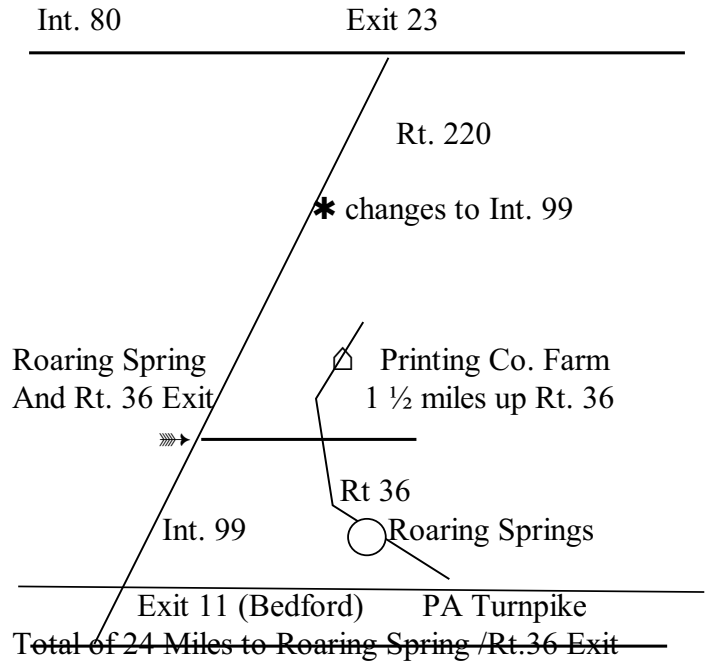 Int. 80 Exit 23
Rt. 220
✱ changes to Int. 99
Roaring Spring Printing Co. Farm
And Rt. 36 Exit 1 ½ miles up Rt. 36
Rt 36
Int. 99 Roaring Springs
Exit 11 (Bedford) PA Turnpike
Total of 24 Miles to Roaring Spring /Rt.36 Exit